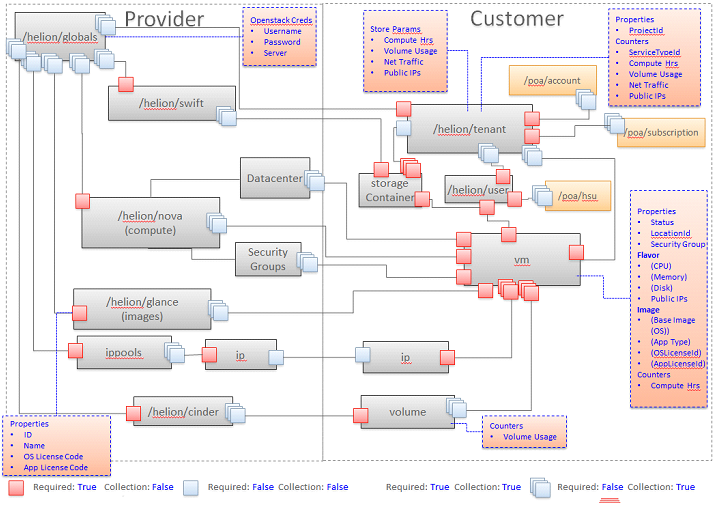 Provider
Customer
/helion/globals
Openstack Creds
• Username
• Password
• Server
Store Params
• Compute Hrs
• Volume Usage
• Net Traffic
• Public IPs
Properties
• ProjectId
Counters
• ServiceTypeId
• Compute Hrs
• Volume Usage
• Net Traffic
• Public IPs
/helion/swift
/helion/tenant
/poa/account
/poa/subscription
Datacenter
storage
Container
/helion/user
/poa/hsu
/helion/nova
(compute)
Security
Groups
vm
Properties
• Status
• LocationId
• Security Group
Flavor
• (CPU)
• (Memory)
• (Disk)
• Public IPs
Image
• (Base Image
(OS))
• (App Type)
• (OSLicenseId)
• (AppLicenseId)
Counters
• Compute Hrs
/helion/glance
(images)
ippools
ip
ip
/helion/cinder
volume
Properties
• ID
• Name
• OS License Code
• App License Code
Counters
• Volume Usage
Required: True Collection: False
Required: False Collection: False
Required: True Collection: True
Required: False Collection: True